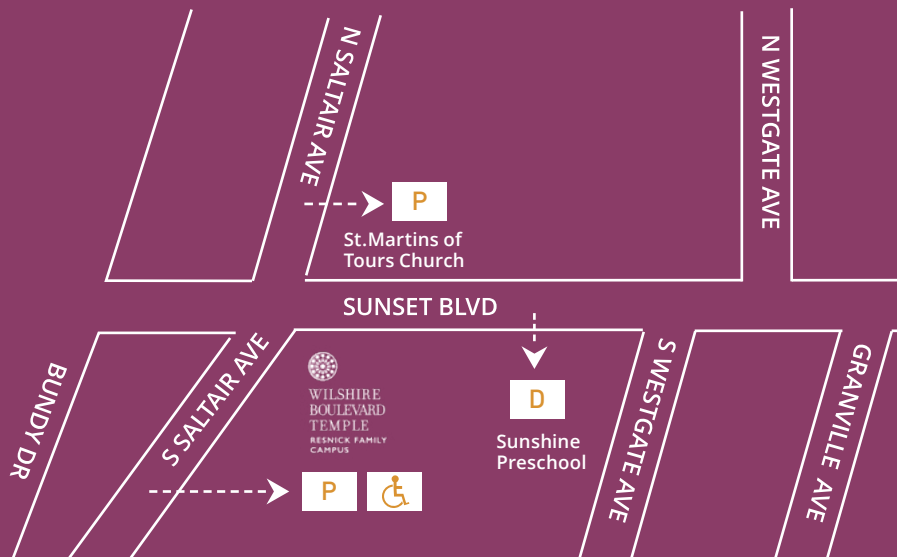 N SALTAIR AVE
N WESTGATE AVE
P
St.Martins of
Tours Church
SUNSET BLVD
BUNDY DR
S SALTAIR AVE
WILSHIRE
BOULEVARD
TEMPLE
RESNICK FAMILY
CAMPUS
P
D
Sunshine
Preschool
S WESTGATE AVE
GRANVILLE AVE